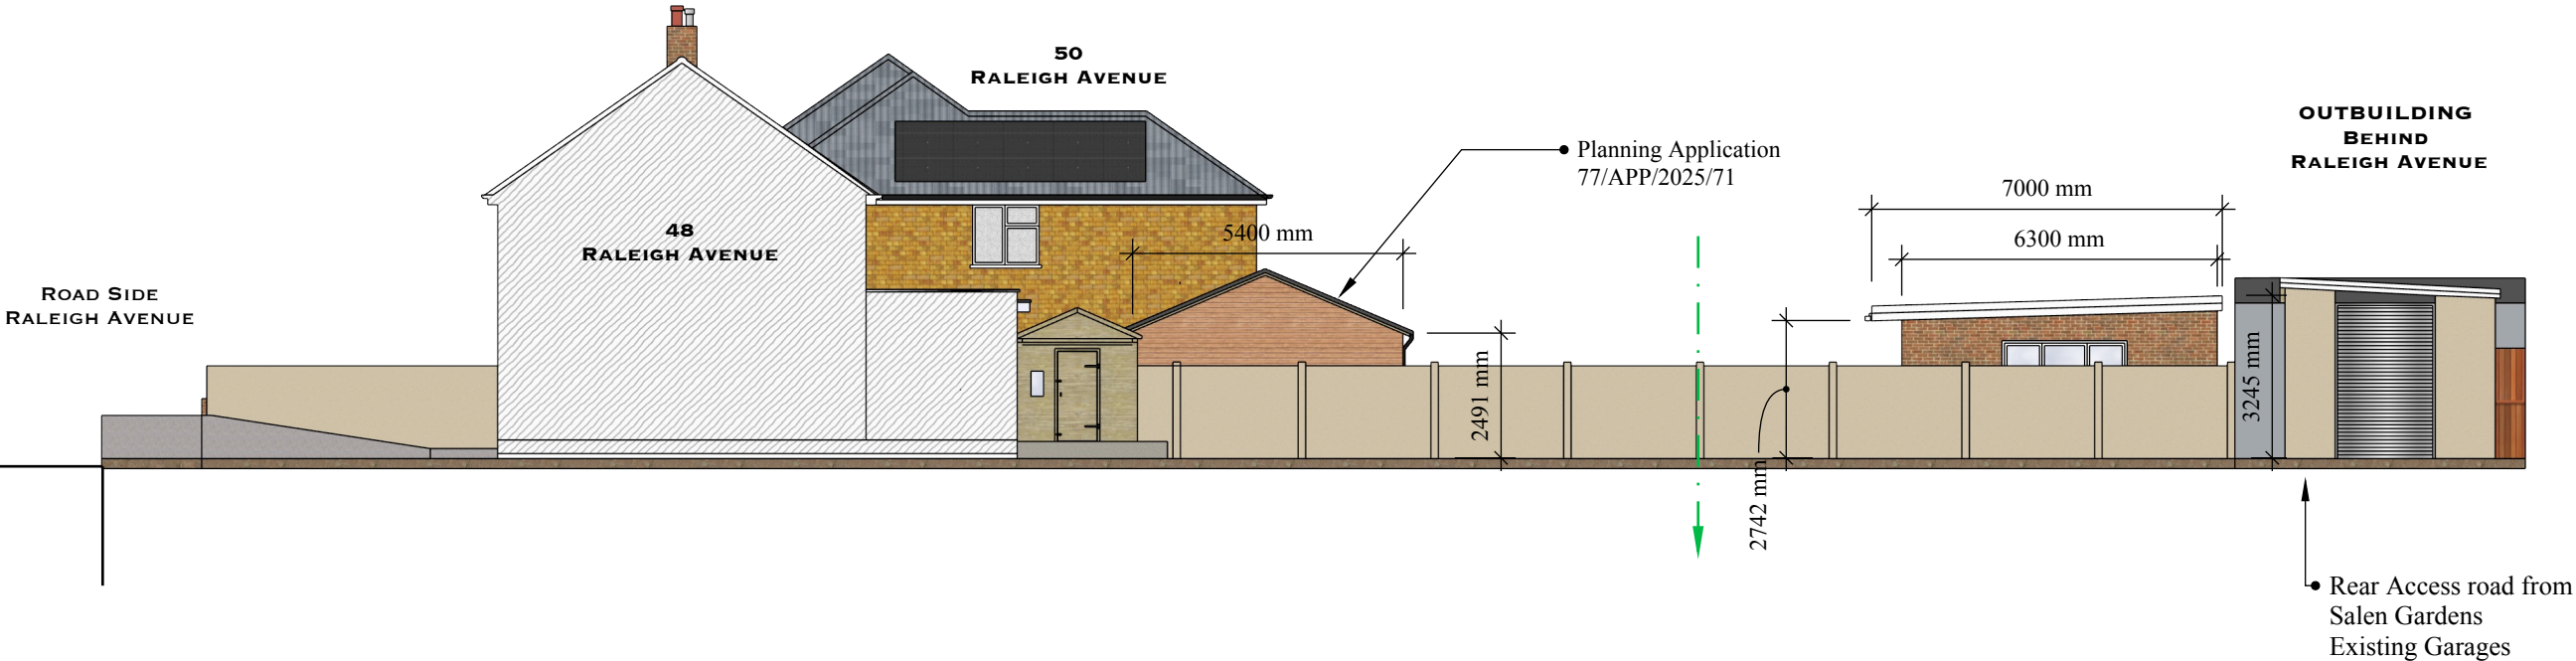 50
RALEIGH AVENUE
Planning Application
77/APP/2025/71
OUTBUILDING
BEHIND
RALEIGH AVENUE
7000 mm
6300 mm
48
RALEIGH AVENUE
5400 mm
ROAD SIDE
RALEIGH AVENUE
2491 mm
2742 mm
3245 mm
Rear Access road from
Salen Gardens
Existing Garages